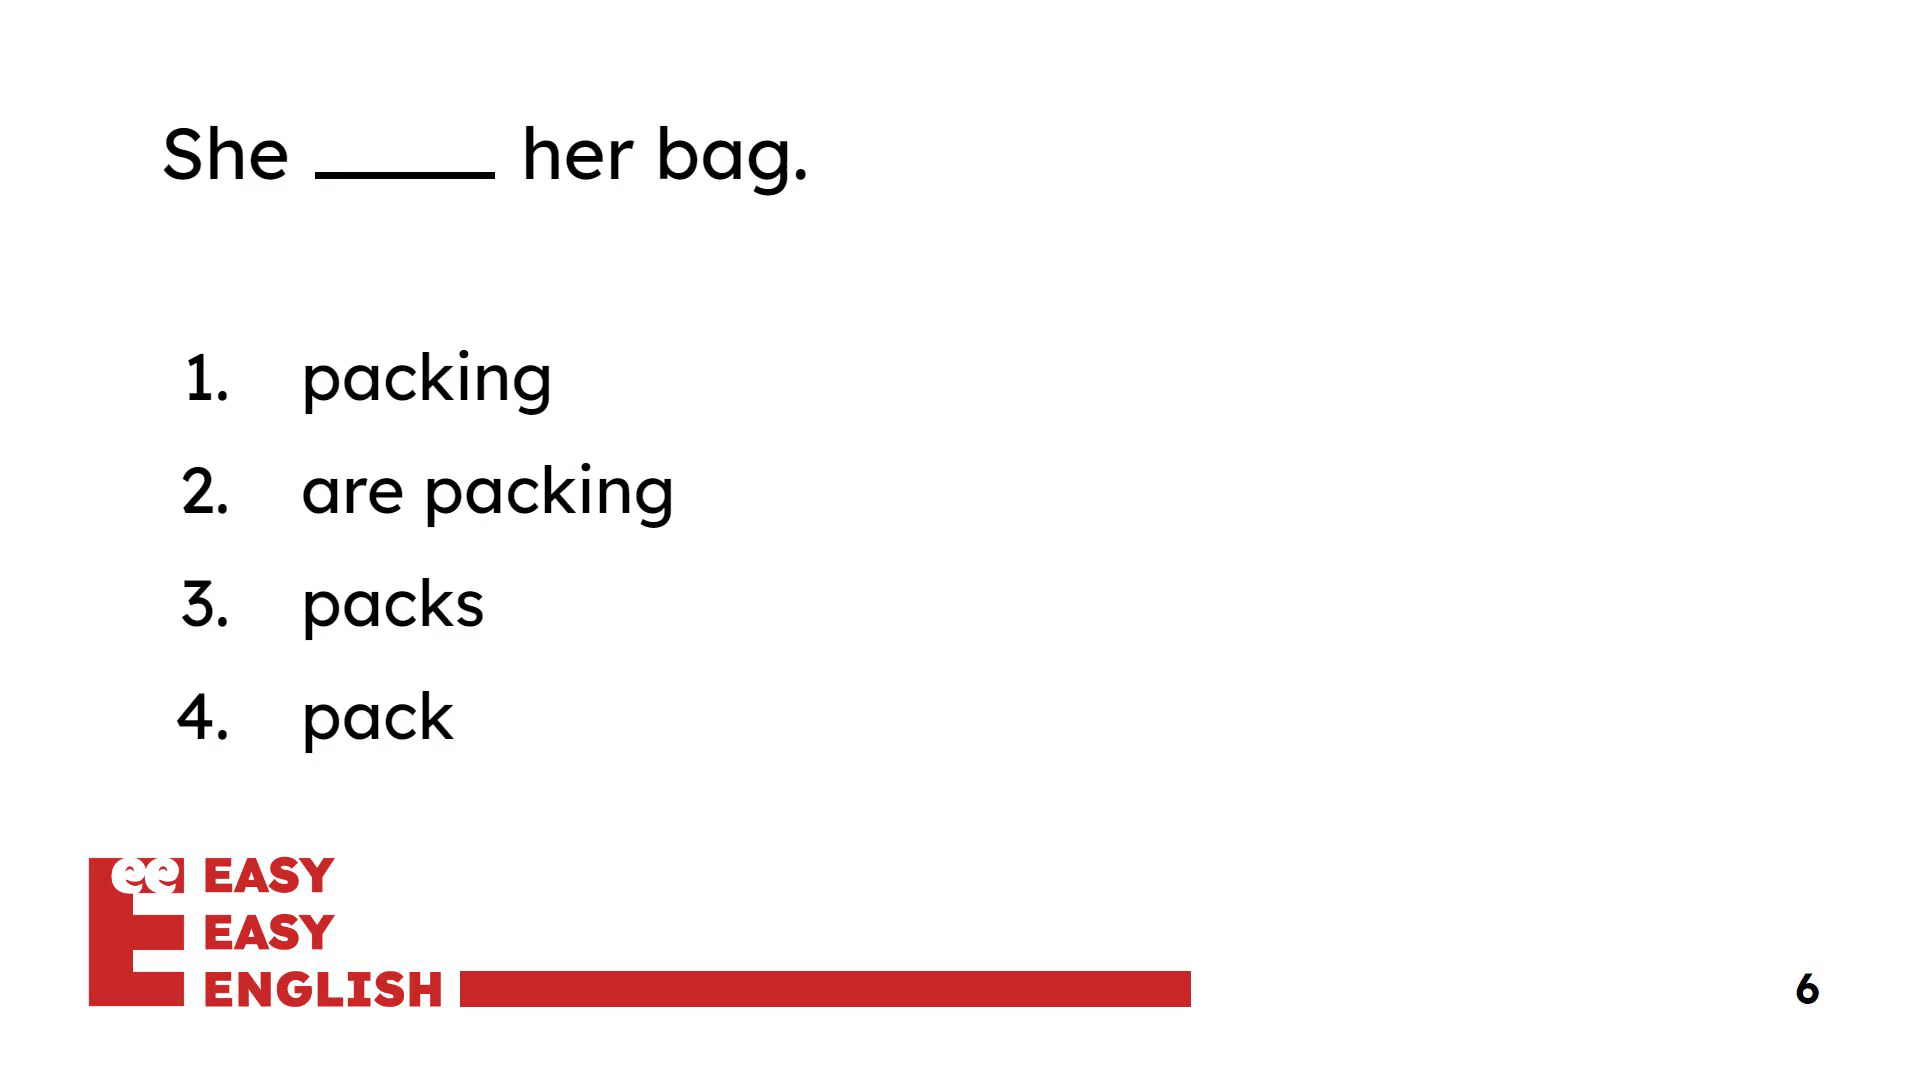 She _____ her bag.
1. packing
2. are packing
3. packs
4. pack
ee EASY
EASY
ENGLISH
6